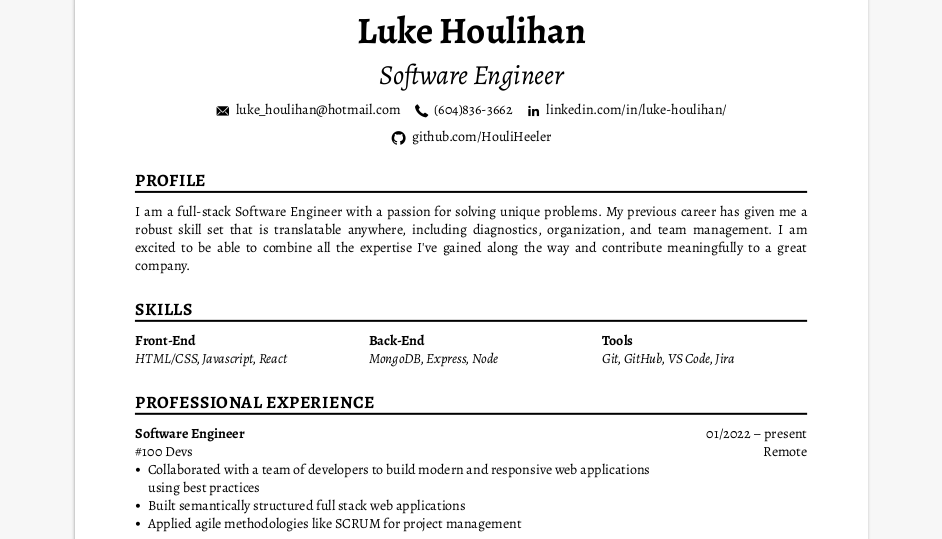 Luke Houlihan
Software Engineer
luke_houlihan@hotmail.com (604)836-3662 linkedin.com/in/luke-houlihan/
github.com/HouliHeeler
PROFILE
I am a full-stack Software Engineer with a passion for solving unique problems. My previous career has given me a
robust skill set that is translatable anywhere, including diagnostics, organization, and team management. I am
excited to be able to combine all the expertise I've gained along the way and contribute meaningfully to a great
company.
SKILLS
Front-End Back-End Tools
HTML/CSS, Javascript, React MongoDB, Express, Node Git, GitHub, VS Code, Jira
PROFESSIONAL EXPERIENCE
Software Engineer 01/2022 – present
#100 Devs Remote
• Collaborated with a team of developers to build modern and responsive web applications
using best practices
• Built semantically structured full stack web applications
• Applied agile methodologies like SCRUM for project management